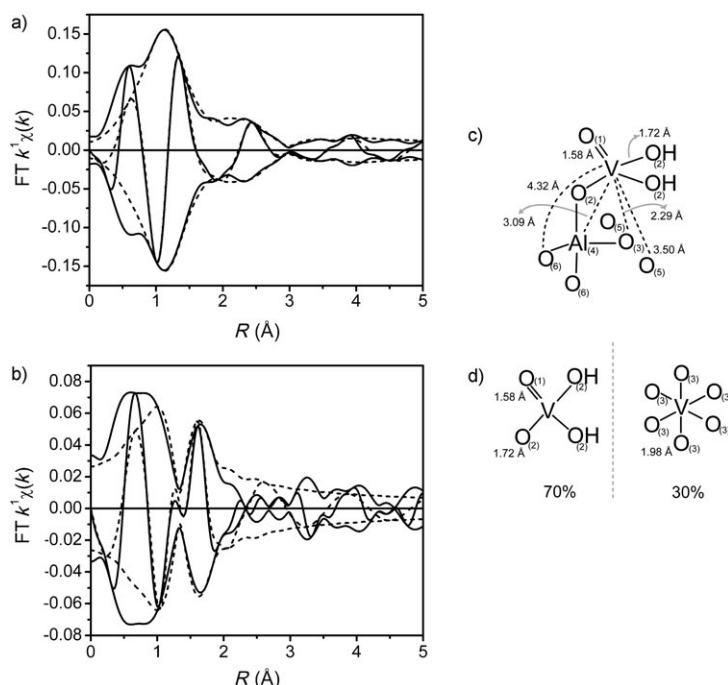 a)
FT k¹χ(k)
0.15
0.10
0.05
0.00
-0.05
-0.10
-0.15
0 1 2 3 4 5
R (Å)
c)
O(1)
1.58 Å
1.72 Å
V
OH(2)
OH(2)
4.32 Å
O(2)
2.29 Å
3.09 Å
O(5)
Al(4)
O(3)
3.50 Å
O(6)
O(5)
O(6)
b)
FT k¹χ(k)
0.08
0.06
0.04
0.02
0.00
-0.02
-0.04
-0.06
0.08
0 1 2 3 4 5
R (Å)
d)
O(1)
OH(2)
1.58 Å
V
O(2)
OH(2)
1.72 Å
70%
O(3)
O(3)
O(3)
V
O(3)
O(3)
1.98 Å
O(3)
30%